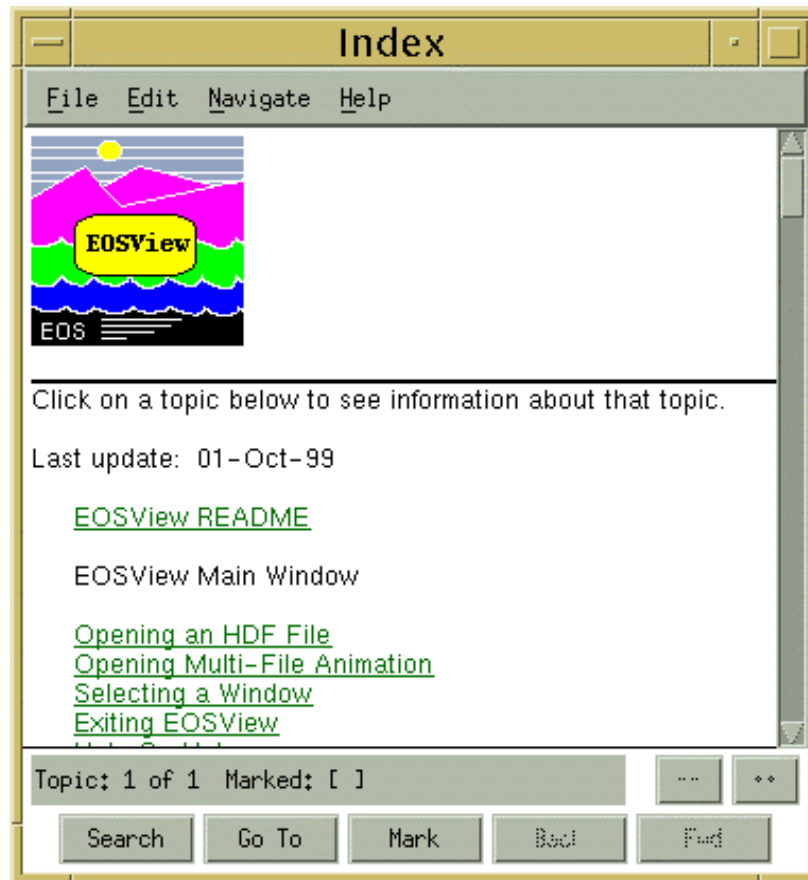 Index
File Edit Navigate Help
EOSView
EOS
Click on a topic below to see information about that topic.
Last update: 01-Oct-99
EOSView README
EOSView Main Window
Opening an HDF File
Opening Multi-File Animation
Selecting a Window
Exiting EOSView
Topic: 1 of 1 Marked: [ ]
-- ++
Search Go To Mark Back Fwd